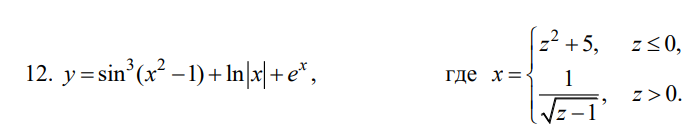 12. y = sin³(x² − 1) + ln|x| + eˣ, где x = { z² + 5, z ≤ 0,
1/√(z − 1), z > 0.